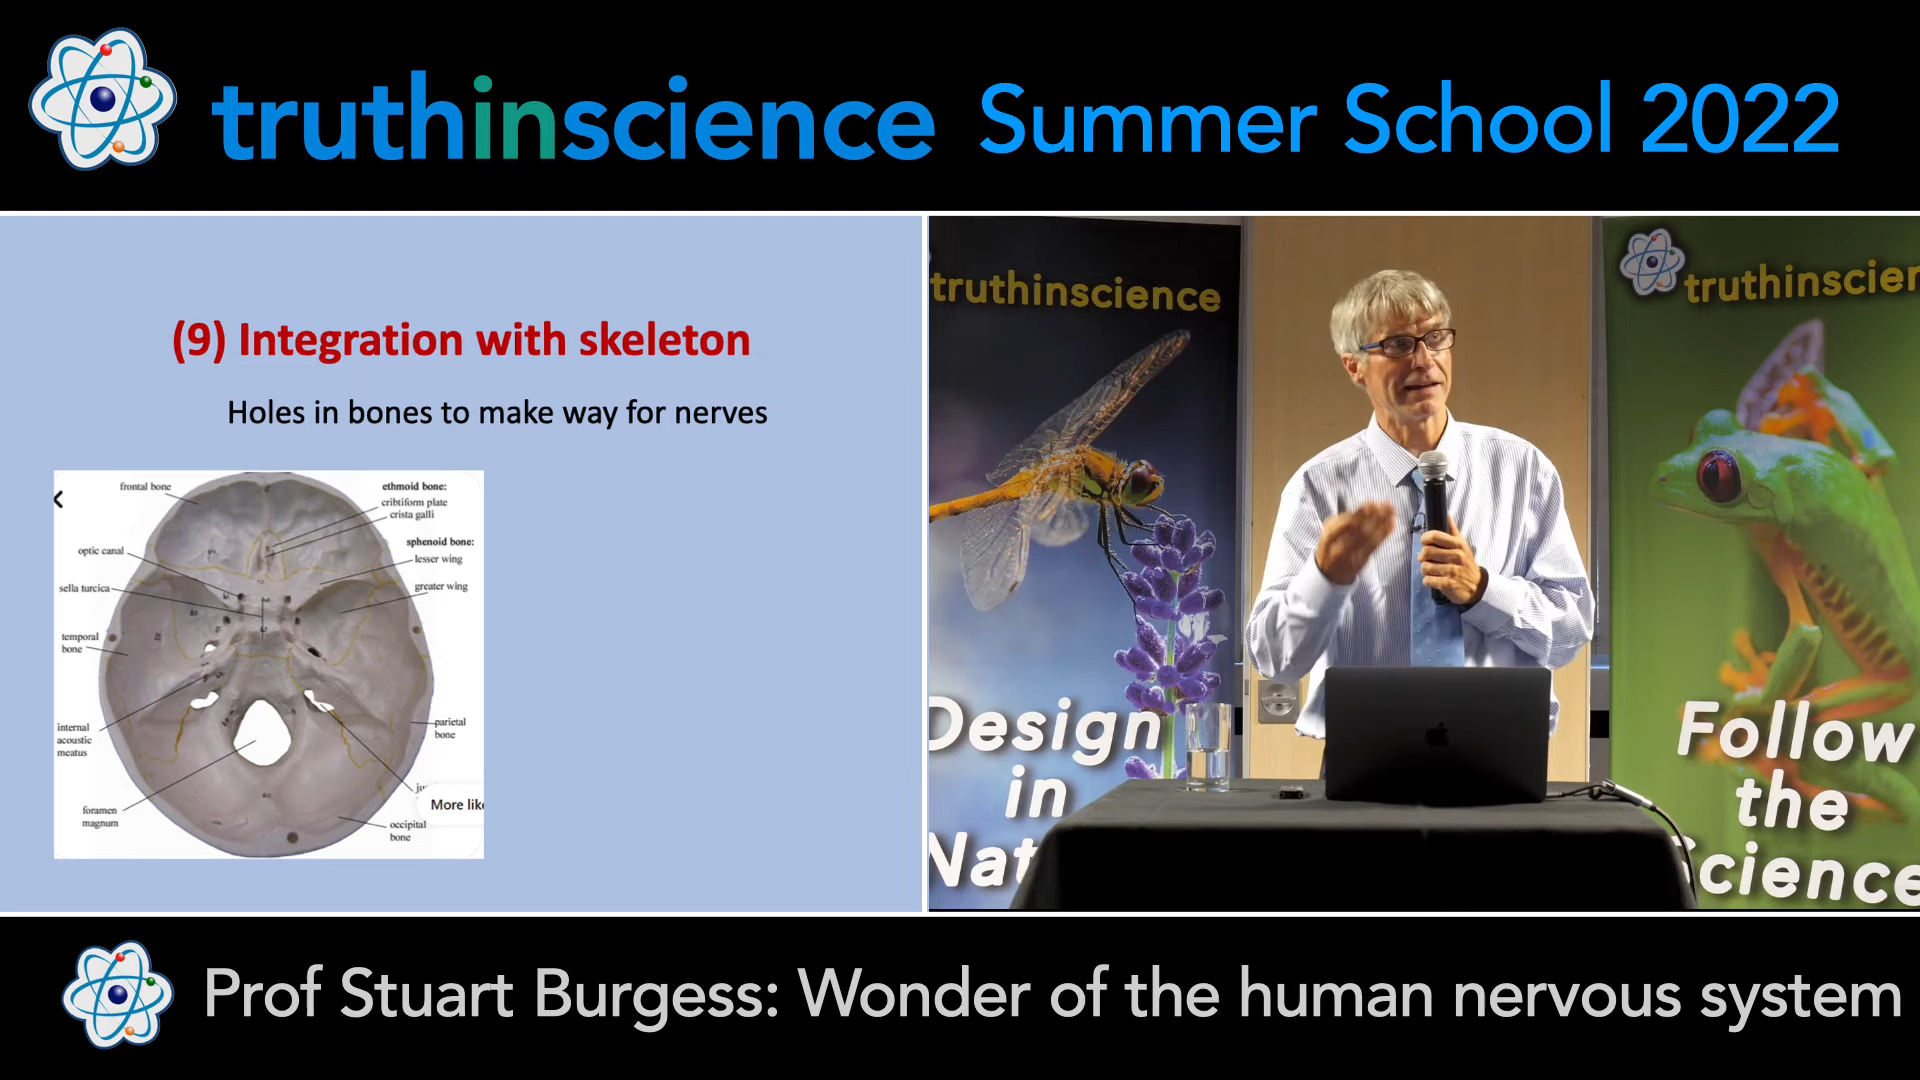 truthinscience Summer School 2022
(9) Integration with skeleton
Holes in bones to make way for nerves
frontal bone
ethmoid bone:
cribtiform plate
crista galli
optic canal
sphenoid bone:
lesser wing
sella turcica
greater wing
temporal
bone
internal
acoustic
meatus
parietal
bone
foramen
magnum
occipital
bone
More like
truthinscience
Design
in
Nat
truthinscien
Follow
the
Science
Prof Stuart Burgess: Wonder of the human nervous system